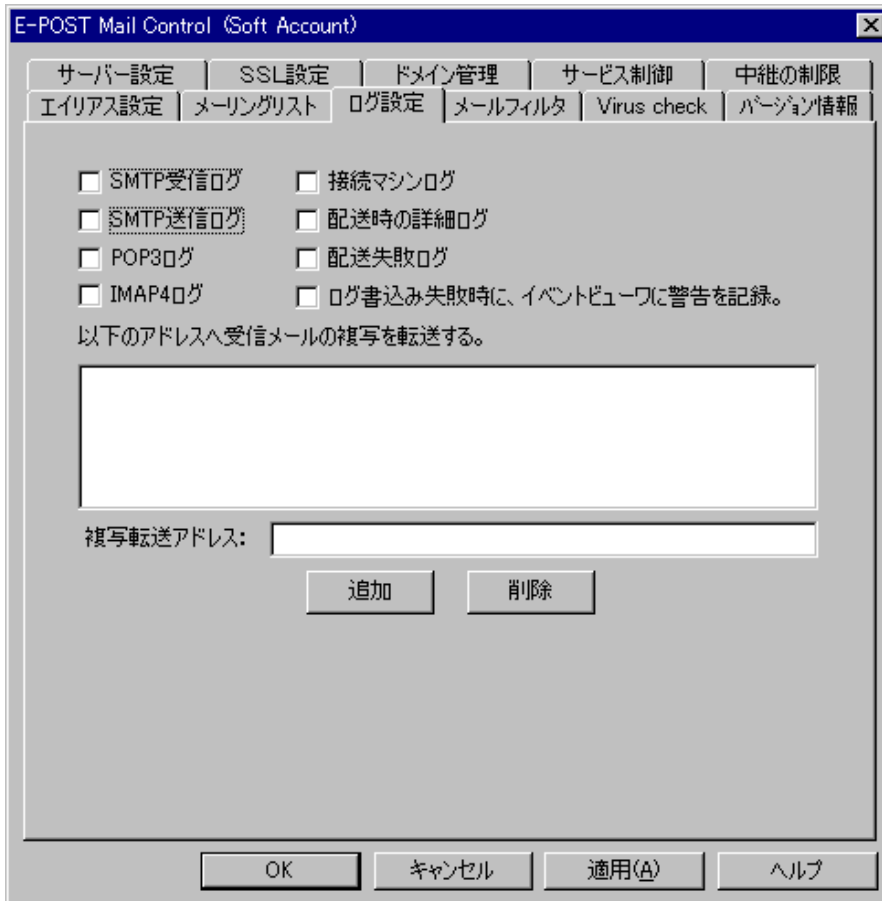 E-POST Mail Control (Soft Account)
サーバー設定 SSL設定 ドメイン管理 サービス制御 中継の制限
エイリアス設定 メーリングリスト ログ設定 メールフィルタ Virus check バージョン情報
SMTP受信ログ 接続マシンログ
SMTP送信ログ 配送時の詳細ログ
POP3ログ 配送失敗ログ
IMAP4ログ ログ書込み失敗時に、イベントビューワに警告を記録。
以下のアドレスへ受信メールの複写を転送する。
複写転送アドレス:
追加 削除
OK キャンセル 適用(A) ヘルプ